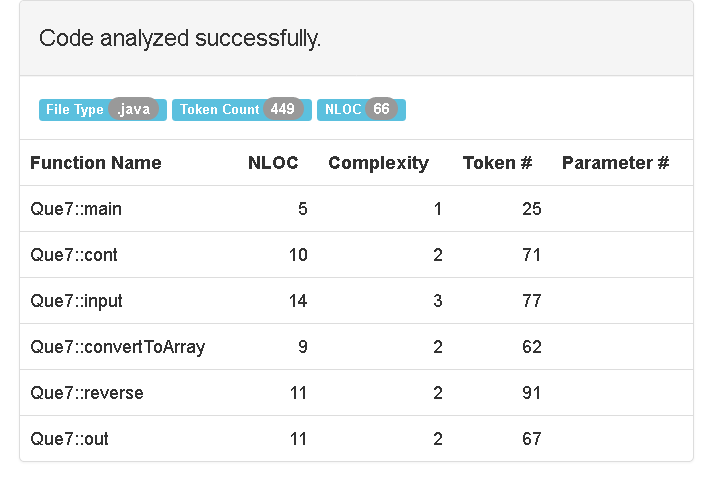 Code analyzed successfully.
File Type .java Token Count 449 NLOC 66
Function Name NLOC Complexity Token # Parameter #
Que7::main 5 1 25
Que7::cont 10 2 71
Que7::input 14 3 77
Que7::convertToArray 9 2 62
Que7::reverse 11 2 91
Que7::out 11 2 67